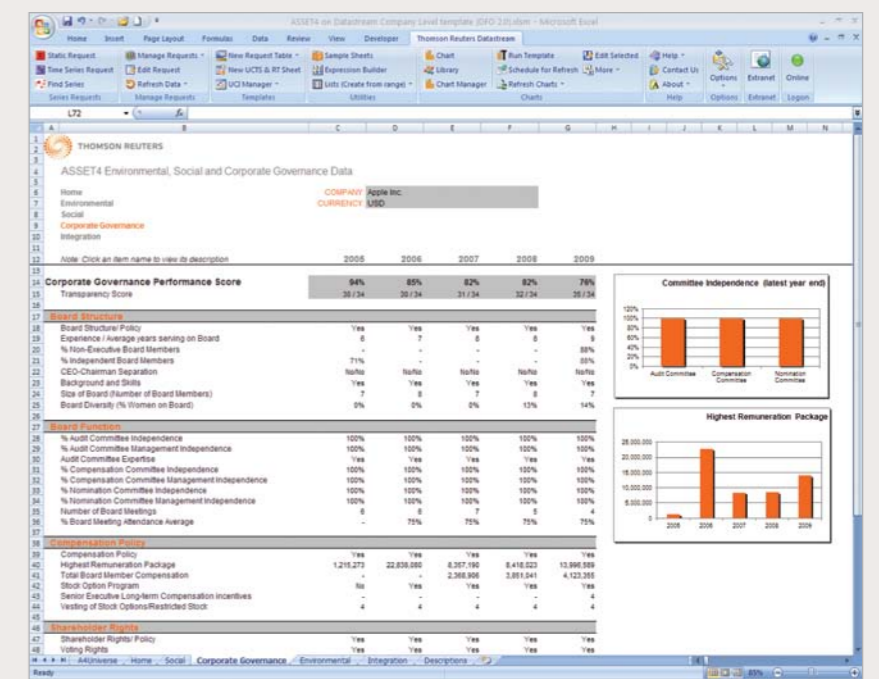 ASSET4 on Datastream Company Level template (OFO 2.0).xlsm - Microsoft Excel
Home Insert Page Layout Formulas Data Review View Developer Thomson Reuters Datastream
Static Request Manage Requests New Request Table Sample Sheets Chart Run Template Edit Selected Help
Time Series Request Edit Request New UCTS & RT Sheet Expression Builder Library Schedule for Refresh More Contact Us Options Extranet Online
Find Series Refresh Data UCI Manager Lists (Create from range) Chart Manager Refresh Charts About
Series Requests Manage Requests Templates Utilities Charts Help Options Extranet Logon
L72 fx
A B C D E F G H I J K L M N
THOMSON REUTERS
ASSET4 Environmental, Social and Corporate Governance Data
Home COMPANY Apple Inc.
Environmental CURRENCY USD
Social
Corporate Governance
Integration
Note: Click an item name to view its description 2005 2006 2007 2008 2009
Corporate Governance Performance Score 94% 85% 82% 82% 76%
Transparency Score 30 / 34 31 / 34 32 / 34
Board Structure
Board Structure/ Policy Yes Yes Yes Yes Yes
Experience / Average years serving on Board 6 7 8 8 9
% Non-Executive Board Members - - - - 88%
% Independent Board Members 71% - - -
CEO-Chairman Separation No/No No/No No/No No/No No/No
Background and Skills Yes Yes Yes Yes Yes
Size of Board (Number of Board Members) 7 8 7 8 7
Board Diversity (% Women on Board) 0% 0% 0% 13% 14%
Board Function
% Audit Committee Independence 100% 100% 100% 100% 100%
% Audit Committee Management Independence 100% 100% 100% 100% 100%
Audit Committee Expertise Yes Yes Yes Yes Yes
% Compensation Committee Independence 100% 100% 100% 100% 100%
% Compensation Committee Management Independence 100% 100% 100% 100% 100%
% Nomination Committee Independence 100% 100% 100% 100% 100%
% Nomination Committee Management Independence 100% 100% 100% 100% 100%
Number of Board Meetings 6 6 7 5 4
% Board Meeting Attendance Average - 75% 75% 75% 75%
Compensation Policy
Compensation Policy Yes Yes Yes Yes Yes
Highest Remuneration Package 1,215,273 22,838,080 8,357,190 8,418,023 13,998,589
Total Board Member Compensation - - 2,368,906 3,851,041 4,123,355
Stock Option Program No Yes Yes Yes Yes
Senior Executive Long-term Compensation Incentives - - - - 4
Vesting of Stock Options/Restricted Stock 4 4 4 4 4
Shareholder Rights
Shareholder Rights/ Policy Yes Yes Yes Yes Yes
Voting Rights Yes Yes Yes Yes Yes
Committee Independence (latest year end)
120%
100%
80%
60%
40%
20%
0%
Audit Committee Compensation Committee Nomination Committee
Highest Remuneration Package
25,000,000
20,000,000
15,000,000
10,000,000
5,000,000
0
2005 2006 2007 2008 2009
A4Universe Home Social Corporate Governance Environmental Integration Descriptions
Ready 85%